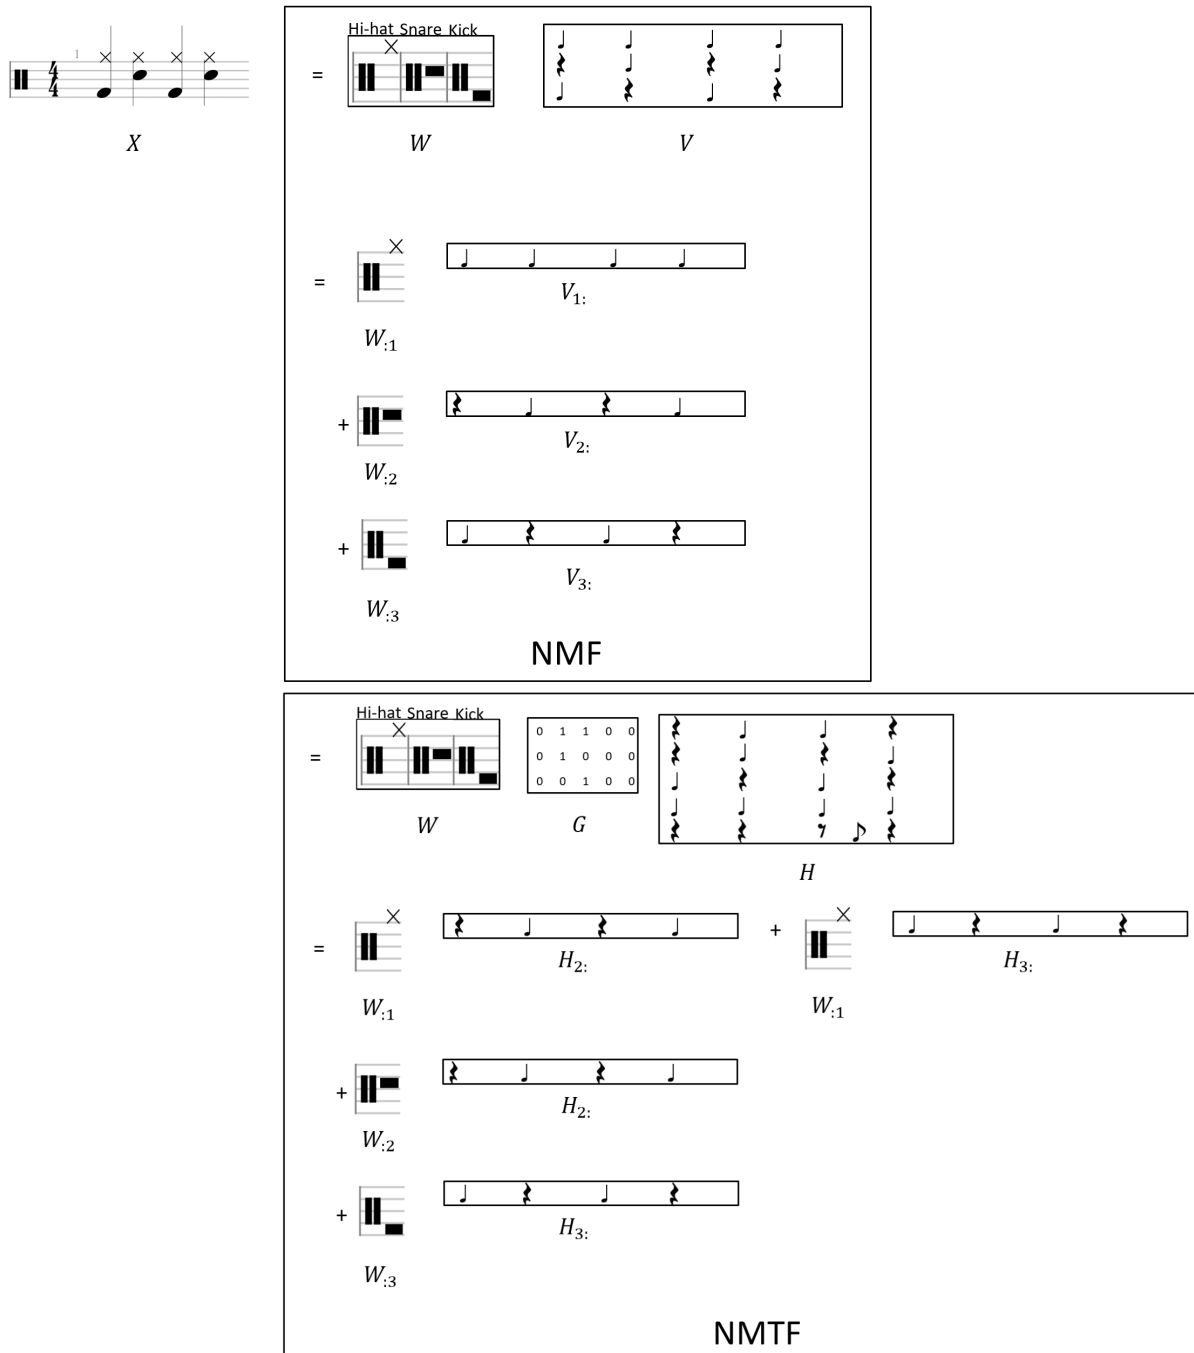 1
4
4
X
=
Hi-hat Snare Kick
W
V
=
W:1
V1:
+
W:2
V2:
+
W:3
V3:
NMF
=
Hi-hat Snare Kick
W
0 1 1 0 0
0 1 0 0 0
0 0 1 0 0
G
H
=
W:1
H2:
+
W:1
H3:
+
W:2
H2:
+
W:3
H3:
NMTF